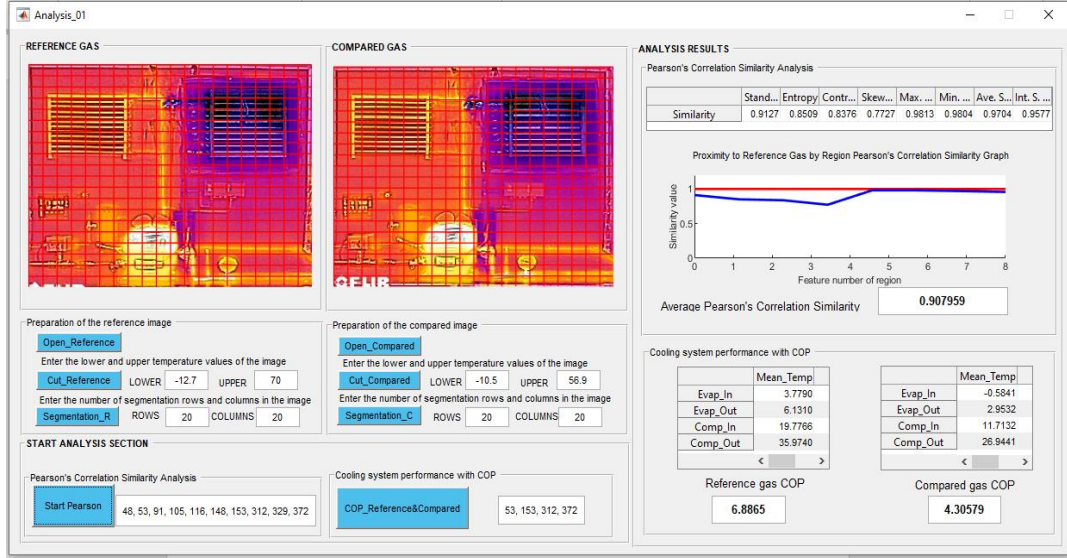 Analysis_01
REFERENCE GAS
COMPARED GAS
ANALYSIS RESULTS
Pearson's Correlation Similarity Analysis
Stand... Entropy Contr... Skew... Max. ... Min. ... Ave. S... Int. S. ...
Similarity 0.9127 0.8509 0.8376 0.7727 0.9813 0.9804 0.9704 0.9577
Proximity to Reference Gas by Region Pearson's Correlation Similarity Graph
Similarity value
1
0.5
0
0 1 2 3 4 5 6 7 8
Feature number of region
Average Pearson's Correlation Similarity 0.907959
FLIR
Preparation of the reference image
Open_Reference
Enter the lower and upper temperature values of the image
Cut_Reference LOWER -12.7 UPPER 70
Enter the number of segmentation rows and columns in the image
Segmentation_R ROWS 20 COLUMNS 20
Preparation of the compared image
Open_Compared
Enter the lower and upper temperature values of the image
Cut_Compared LOWER -10.5 UPPER 56.9
Enter the number of segmentation rows and columns in the image
Segmentation_C ROWS 20 COLUMNS 20
START ANALYSIS SECTION
Pearson's Correlation Similarity Analysis
Start Pearson 48, 53, 91, 105, 116, 148, 153, 312, 329, 372
Cooling system performance with COP
COP_Reference&Compared 53, 153, 312, 372
Cooling system performance with COP
Mean_Temp
Evap_In 3.7790
Evap_Out 6.1310
Comp_In 19.7766
Comp_Out 35.9740
Reference gas COP
6.8865
Mean_Temp
Evap_In -0.5841
Evap_Out 2.9532
Comp_In 11.7132
Comp_Out 26.9441
Compared gas COP
4.30579